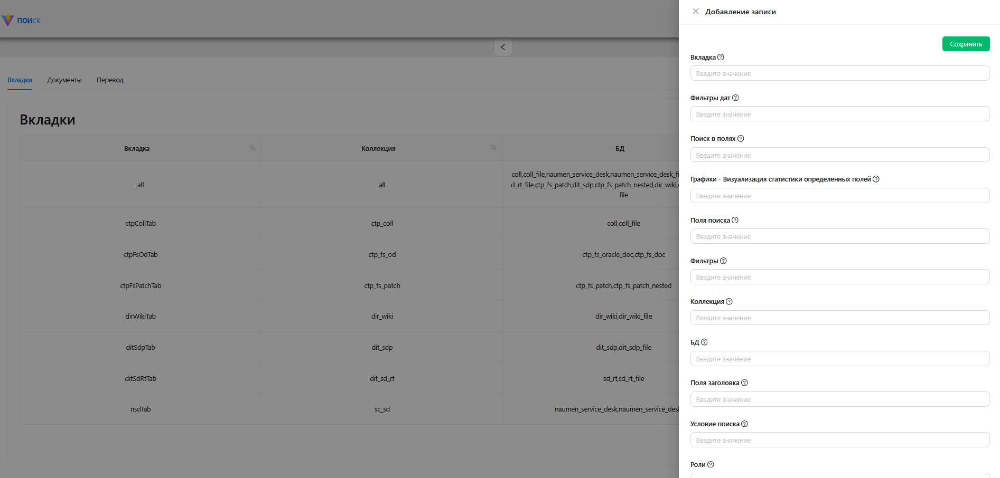 ПОИСК
Вкладки
Документы
Перевод
Вкладки
Вкладка
Коллекция
БД
all
all
coll,coll_file,naumen_service_desk,naumen_service_desk_fi
d_rt_file,ctp_fs_patch,dit_sdp,ctp_fs_patch_nested,dir_wiki,
file
ctpCollTab
ctp_coll
coll,coll_file
ctpFsOdTab
ctp_fs_od
ctp_fs_oracle_doc,ctp_fs_doc
ctpFsPatchTab
ctp_fs_patch
ctp_fs_patch,ctp_fs_patch_nested
dirWikiTab
dir_wiki
dir_wiki,dir_wiki_file
ditSdpTab
dit_sdp
dit_sdp,dit_sdp_file
ditSdRtTab
dit_sd_rt
sd_rt,sd_rt_file
nsdTab
sc_sd
naumen_service_desk,naumen_service_desk
Добавление записи
Сохранить
Вкладка
Введите значение
Фильтры дат
Введите значение
Поиск в полях
Введите значение
Графики - Визуализация статистики определенных полей
Введите значение
Поля поиска
Введите значение
Фильтры
Введите значение
Коллекция
Введите значение
БД
Введите значение
Поля заголовка
Введите значение
Условие поиска
Введите значение
Роли